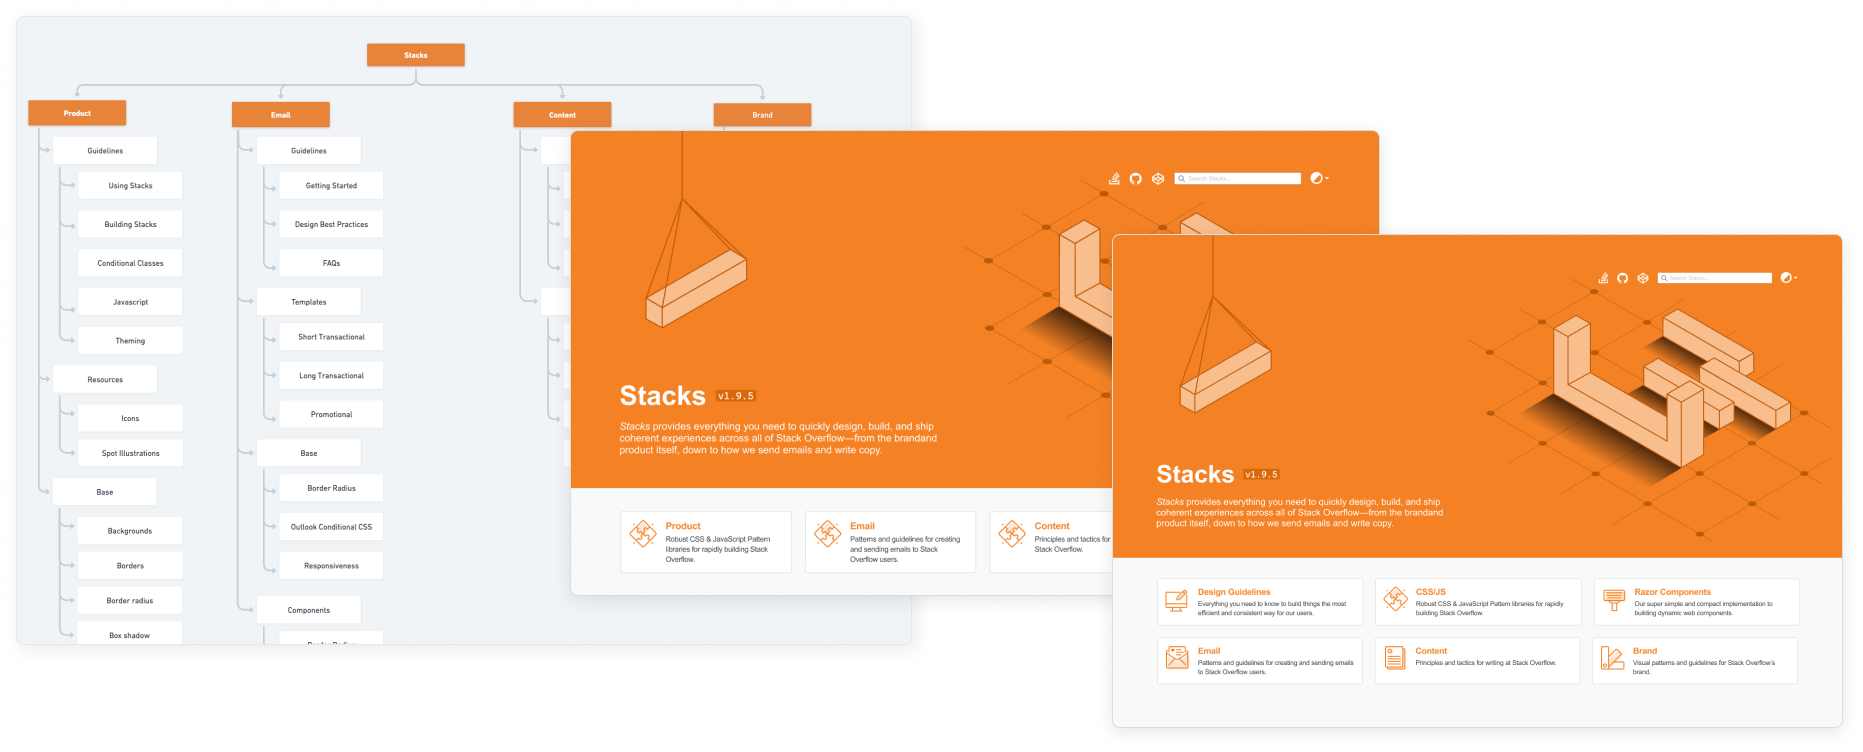 Stacks
Product
Email
Content
Brand
Guidelines
Using Stacks
Building Stacks
Conditional Classes
Javascript
Theming
Resources
Icons
Spot Illustrations
Base
Backgrounds
Borders
Border radius
Box shadow
Guidelines
Getting Started
Design Best Practices
FAQs
Templates
Short Transactional
Long Transactional
Promotional
Base
Border Radius
Outlook Conditional CSS
Responsiveness
Components
Border Radius
Search Stacks...
Stacks v1.9.5
Stacks provides everything you need to quickly design, build, and ship
coherent experiences across all of Stack Overflow—from the brandand
product itself, down to how we send emails and write copy.
Product
Robust CSS & JavaScript Pattern
libraries for rapidly building Stack
Overflow.
Email
Patterns and guidelines for creating
and sending emails to Stack
Overflow users.
Content
Principles and tactics for
Stack Overflow.
Search Stacks...
Stacks v1.9.5
Stacks provides everything you need to quickly design, build, and ship
coherent experiences across all of Stack Overflow—from the brandand
product itself, down to how we send emails and write copy.
Design Guidelines
Everything you need to know to build things the most
efficient and consistent way for our users.
CSS/JS
Robust CSS & JavaScript Pattern libraries for rapidly
building Stack Overflow.
Razor Components
Our super simple and compact implementation to
building dynamic web components.
Email
Patterns and guidelines for creating and sending emails
to Stack Overflow users.
Content
Principles and tactics for writing at Stack Overflow.
Brand
Visual patterns and guidelines for Stack Overflow's
brand.